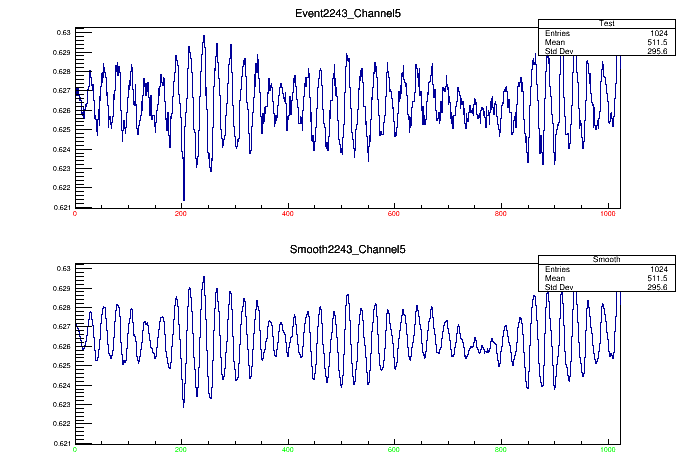 Event2243_Channel5
Test
Entries 1024
Mean 511.5
Std Dev 295.6
0.63
0.629
0.628
0.627
0.626
0.625
0.624
0.623
0.622
0.621
0 200 400 600 800 1000
Smooth2243_Channel5
Smooth
Entries 1024
Mean 511.5
Std Dev 295.6
0.63
0.629
0.628
0.627
0.626
0.625
0.624
0.623
0.622
0.621
0 200 400 600 800 1000